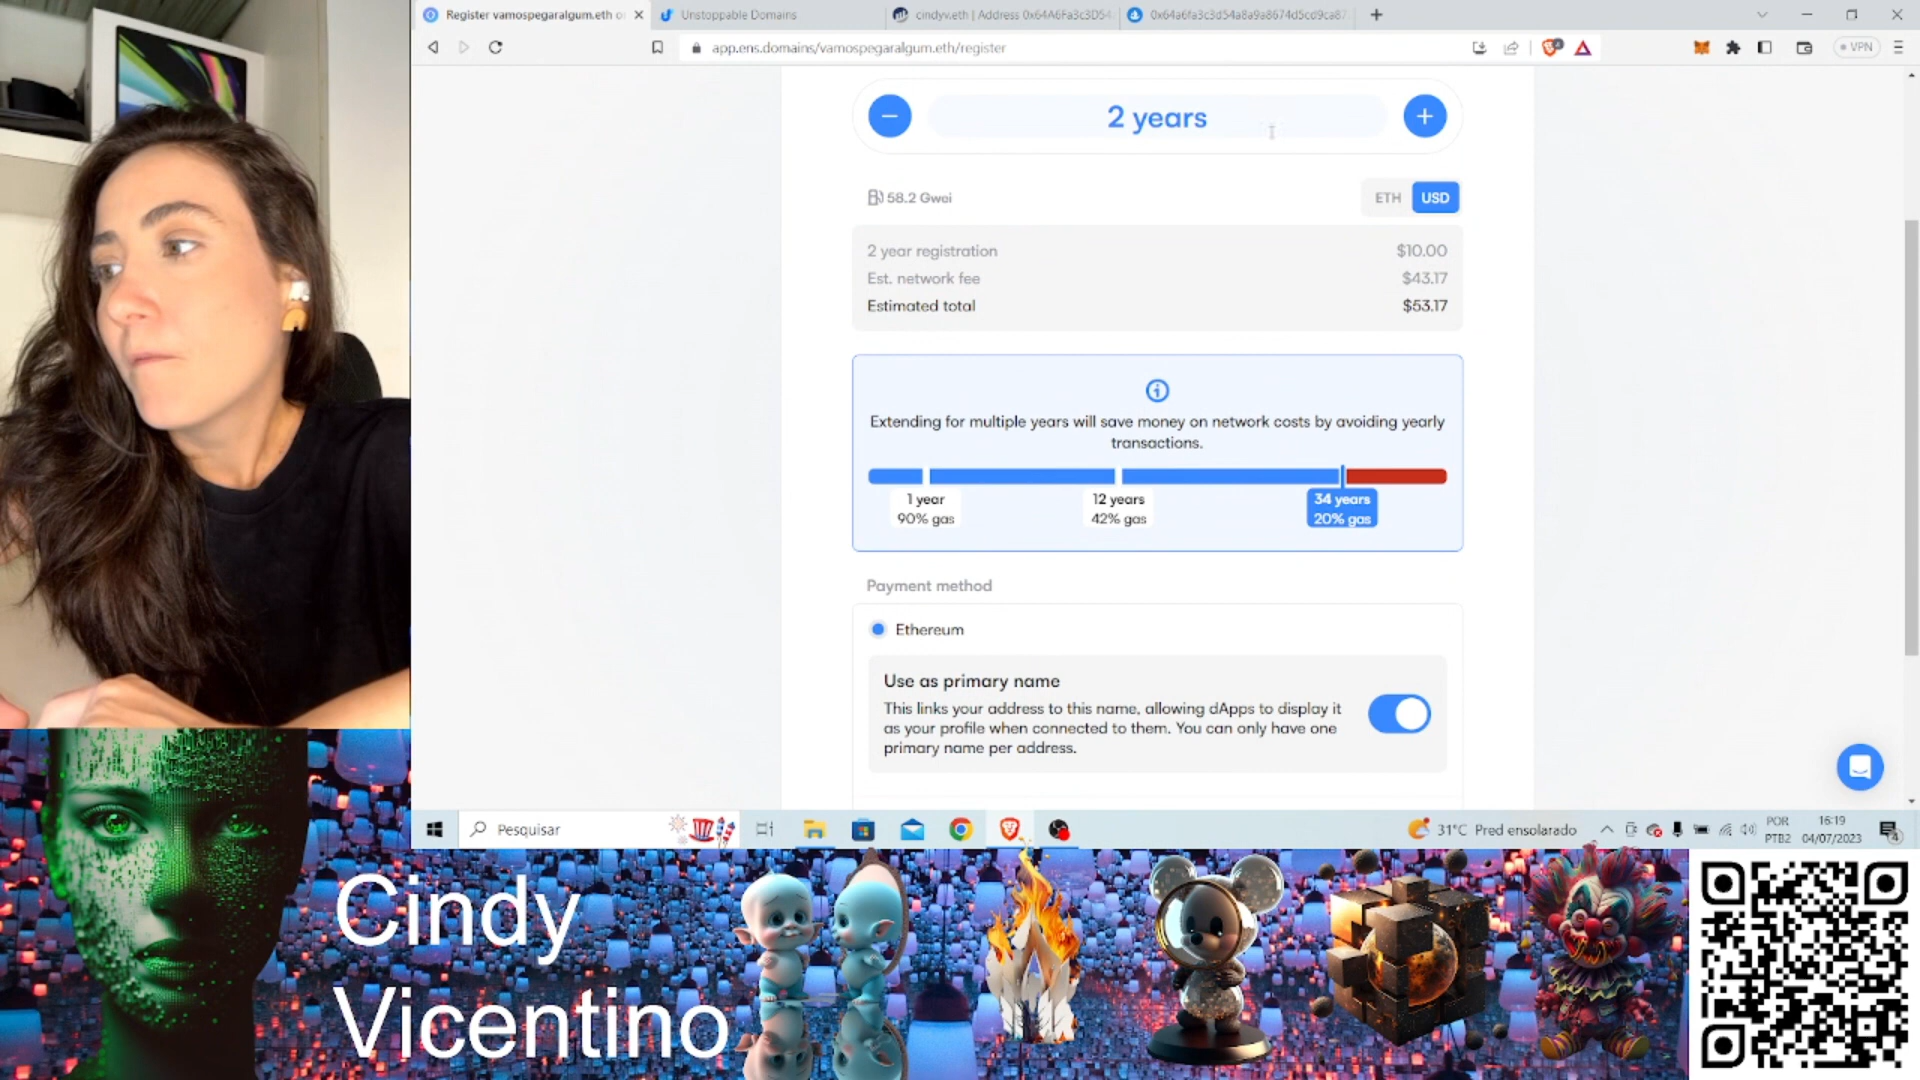 Register vamospegaralgum.eth o
Unstoppable Domains
cindyv.eth | Address 0x64A6Fa3c3D54
0x64a6fa3c3d54a8a9a8674d5cd9ca87
app.ens.domains/vamospegaralgum.eth/register
VPN
2 years
58.2 Gwei
ETH
USD
2 year registration
$10.00
Est. network fee
$43.17
Estimated total
$53.17
Extending for multiple years will save money on network costs by avoiding yearly
transactions.
1 year
90% gas
12 years
42% gas
34 years
20% gas
Payment method
Ethereum
Use as primary name
This links your address to this name, allowing dApps to display it
as your profile when connected to them. You can only have one
primary name per address.
Pesquisar
31°C Pred ensolarado
POR
PTB2
16:19
04/07/2023
Cindy
Vicentino